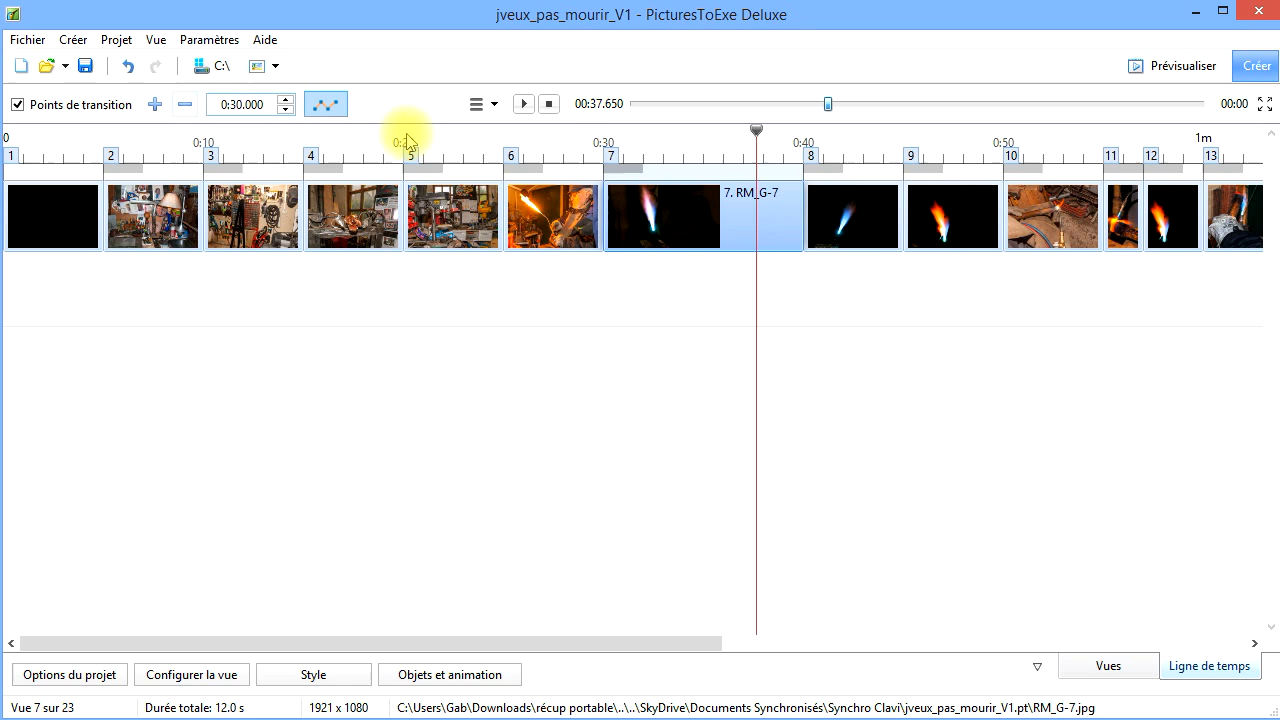 jveux_pas_mourir_V1 - PicturesToExe Deluxe
Fichier Créer Projet Vue Paramètres Aide
C:\ Prévisualiser Créer
Points de transition 0:30.000 00:37.650 00:00
0 0:10 0:30 0:40 0:50 1m
1 2 3 4 5 6 7 8 9 10 11 12 13
7. RM_G-7
Options du projet Configurer la vue Style Objets et animation Vues Ligne de temps
Vue 7 sur 23 Durée totale: 12.0 s 1921 x 1080 C:\Users\Gab\Downloads\récup portable\..\..\SkyDrive\Documents Synchronisés\Synchro Clavi\jveux_pas_mourir_V1.pt\RM_G-7.jpg